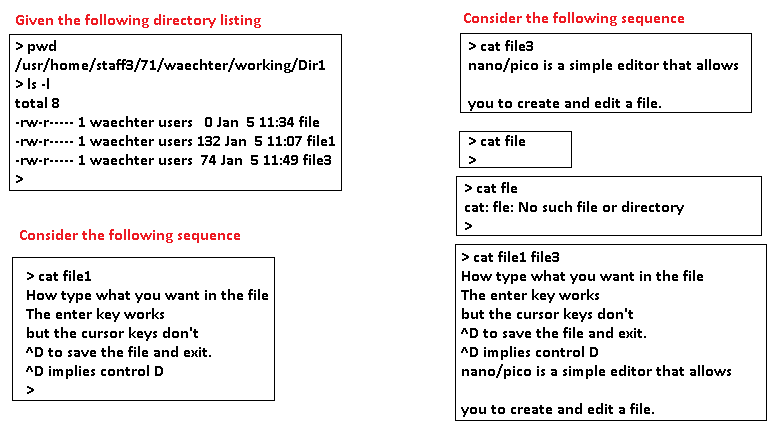 Given the following directory listing
> pwd
/usr/home/staff3/71/waechter/working/Dir1
> ls -l
total 8
-rw-r----- 1 waechter users 0 Jan 5 11:34 file
-rw-r----- 1 waechter users 132 Jan 5 11:07 file1
-rw-r----- 1 waechter users 74 Jan 5 11:49 file3
>
Consider the following sequence
> cat file1
How type what you want in the file
The enter key works
but the cursor keys don't
^D to save the file and exit.
^D implies control D
>
Consider the following sequence
> cat file3
nano/pico is a simple editor that allows
you to create and edit a file.
> cat file
>
> cat fle
cat: fle: No such file or directory
>
> cat file1 file3
How type what you want in the file
The enter key works
but the cursor keys don't
^D to save the file and exit.
^D implies control D
nano/pico is a simple editor that allows
you to create and edit a file.